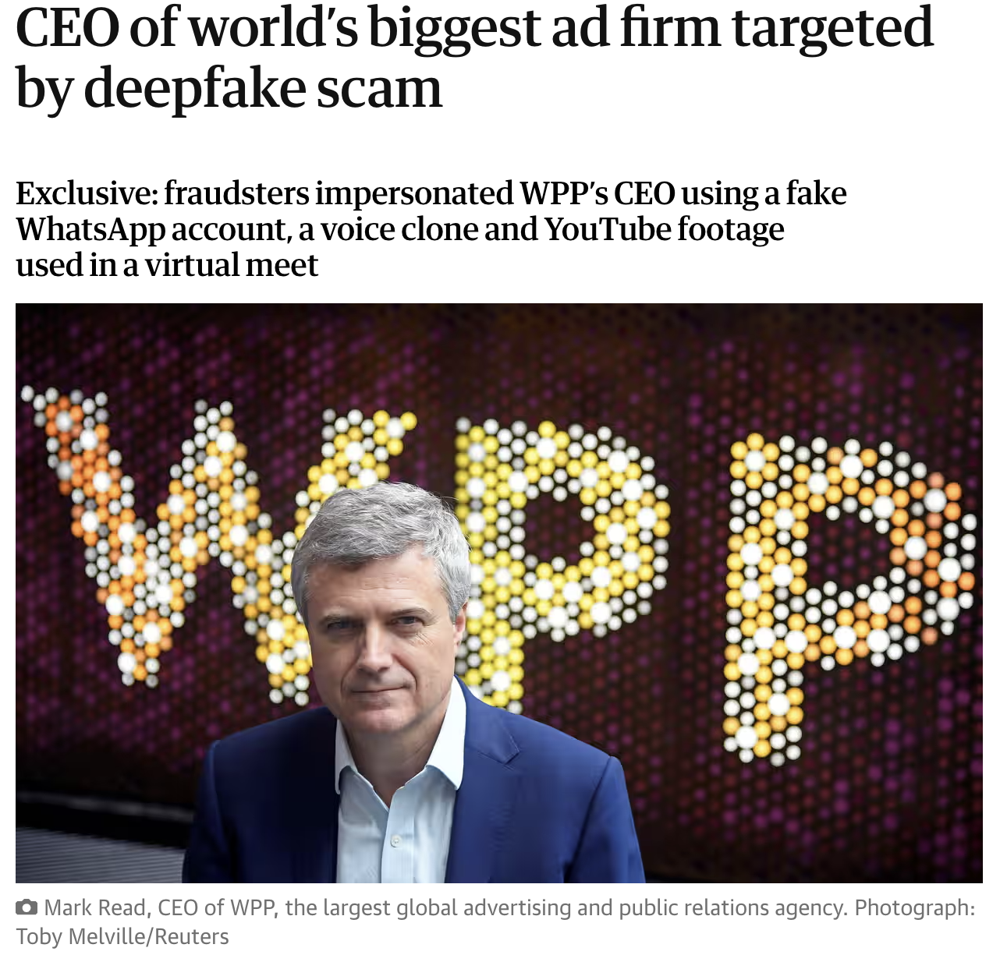 CEO of world’s biggest ad firm targeted
by deepfake scam
Exclusive: fraudsters impersonated WPP’s CEO using a fake
WhatsApp account, a voice clone and YouTube footage
used in a virtual meet
WPP
Mark Read, CEO of WPP, the largest global advertising and public relations agency. Photograph:
Toby Melville/Reuters